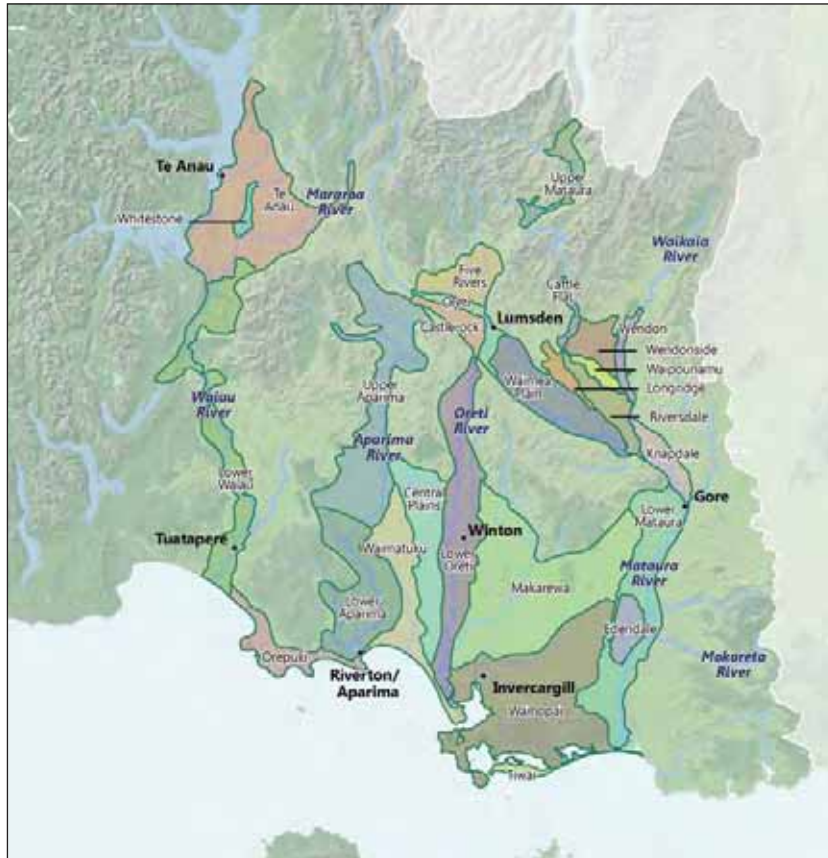 Te Anau
Te
Anau
Mararoa
River
Whitestone
Upper
Mataura
Waikaia
River
Five
Rivers
Cattle
Flat
Oreti
Lumsden
Castlerock
Wendon
Wendonside
Waipounamu
Longridge
Waimea
Plain
Riversdale
Upper
Aparima
Waiau
River
Oreti
River
Aparima
River
Knapdale
Lower
Waiau
Central
Plains
Gore
Lower
Mataura
Tuatapere
Winton
Waimatuku
Lower
Oreti
Mataura
River
Makarewa
Lower
Aparima
Edendale
Orepuki
Mokoreta
River
Riverton/
Aparima
Invercargill
Waihopai
Tiwai